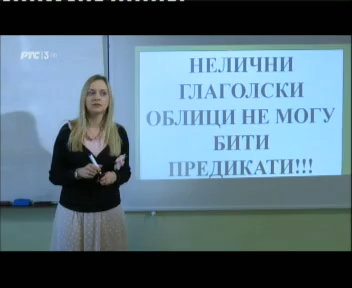 РТС|3
НЕЛИЧНИ
ГЛАГОЛСКИ
ОБЛИЦИ НЕ МОГУ
БИТИ
ПРЕДИКАТИ!!!